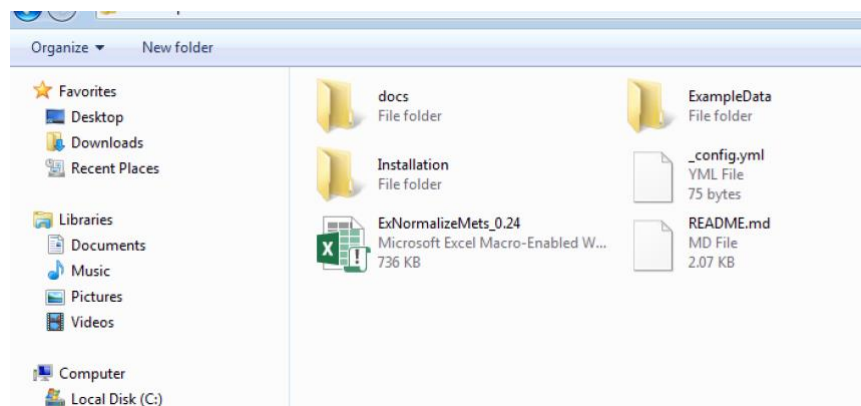 Organize
New folder
Favorites
Desktop
Downloads
Recent Places
Libraries
Documents
Music
Pictures
Videos
Computer
Local Disk (C:)
docs
File folder
ExampleData
File folder
Installation
File folder
_config.yml
YML File
75 bytes
ExNormalizeMets_0.24
Microsoft Excel Macro-Enabled W...
736 KB
README.md
MD File
2.07 KB